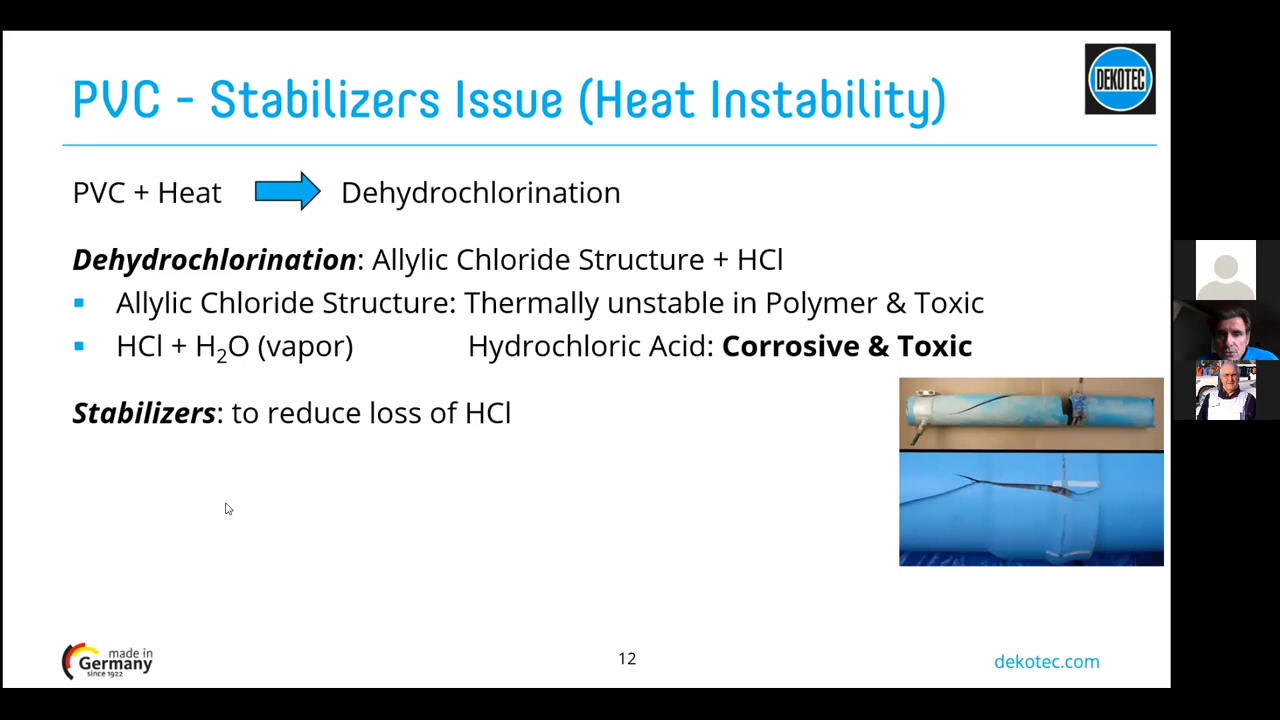 PVC - Stabilizers Issue (Heat Instability)
DEKOTEC
PVC + Heat Dehydrochlorination
Dehydrochlorination: Allylic Chloride Structure + HCl
▪ Allylic Chloride Structure: Thermally unstable in Polymer & Toxic
▪ HCl + H₂O (vapor) Hydrochloric Acid: Corrosive & Toxic
Stabilizers: to reduce loss of HCl
made in
Germany
since 1922
12
dekotec.com